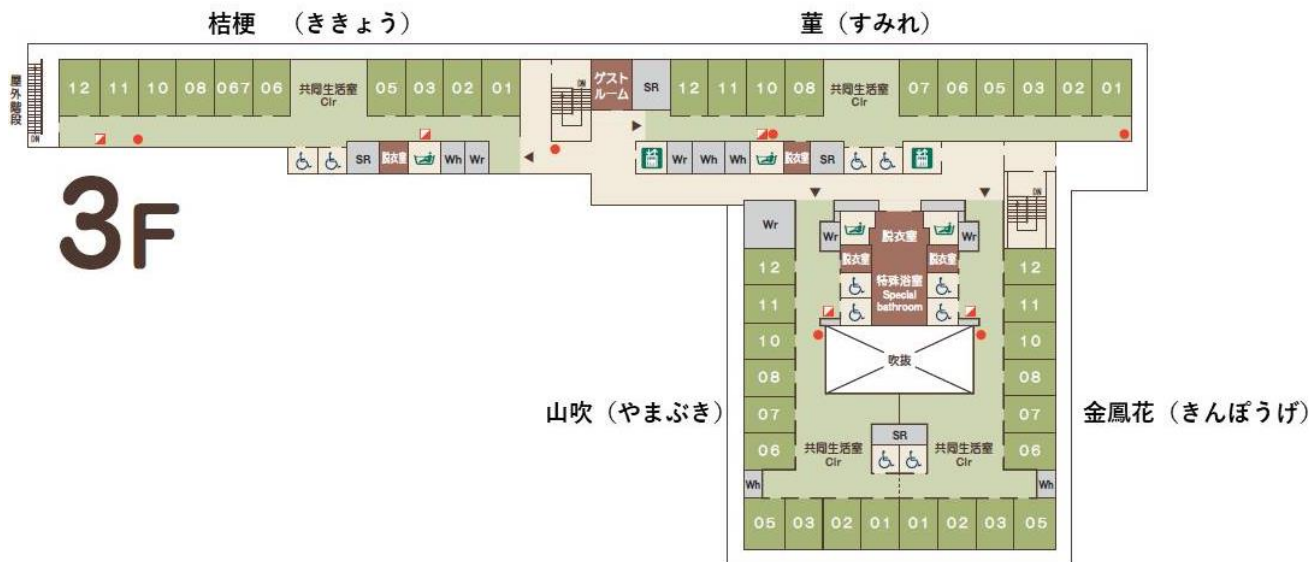 桔梗 (ききょう)
菫 (すみれ)
屋外階段
DN
12 11 10 08 067 06
共同生活室
Clr
05 03 02 01
DN
ゲスト
ルーム
SR
12 11 10 08
共同生活室
Clr
07 06 05 03 02 01
SR 脱衣室 Wh Wr
Wr Wh Wh 脱衣室 SR
3F
DN
Wr
Wr 脱衣室 Wr
脱衣室 脱衣室
特殊浴室
Special
bathroom
12 12
11 11
10 10
吹抜
08 08
山吹 (やまぶき)
金鳳花 (きんぽうげ)
07 07
SR
06 06
共同生活室 共同生活室
Clr Clr
Wh Wh
05 03 02 01 01 02 03 05